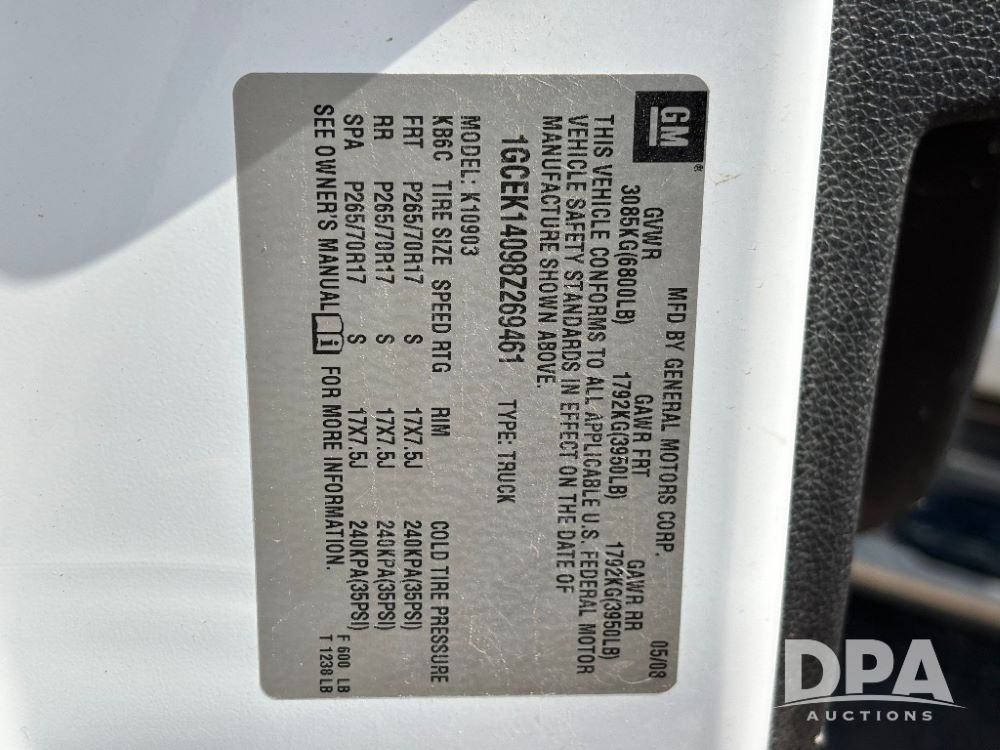 GM®
MFD BY GENERAL MOTORS CORP. 05/08
GVWR GAWR FRT GAWR RR
3085KG(6800LB) 1792KG(3950LB) 1792KG(3950LB)
THIS VEHICLE CONFORMS TO ALL APPLICABLE U.S. FEDERAL MOTOR
VEHICLE SAFETY STANDARDS IN EFFECT ON THE DATE OF
MANUFACTURE SHOWN ABOVE.
1GCEK14098Z269461 TYPE: TRUCK
MODEL: K10903
KB6C TIRE SIZE SPEED RTG RIM COLD TIRE PRESSURE
FRT P265/70R17 S 17X7.5J 240KPA(35PSI)
RR P265/70R17 S 17X7.5J 240KPA(35PSI)
SPA P265/70R17 S 17X7.5J 240KPA(35PSI)
SEE OWNER'S MANUAL i FOR MORE INFORMATION.
F 600 LB
T 1238 LB
DPA
AUCTIONS